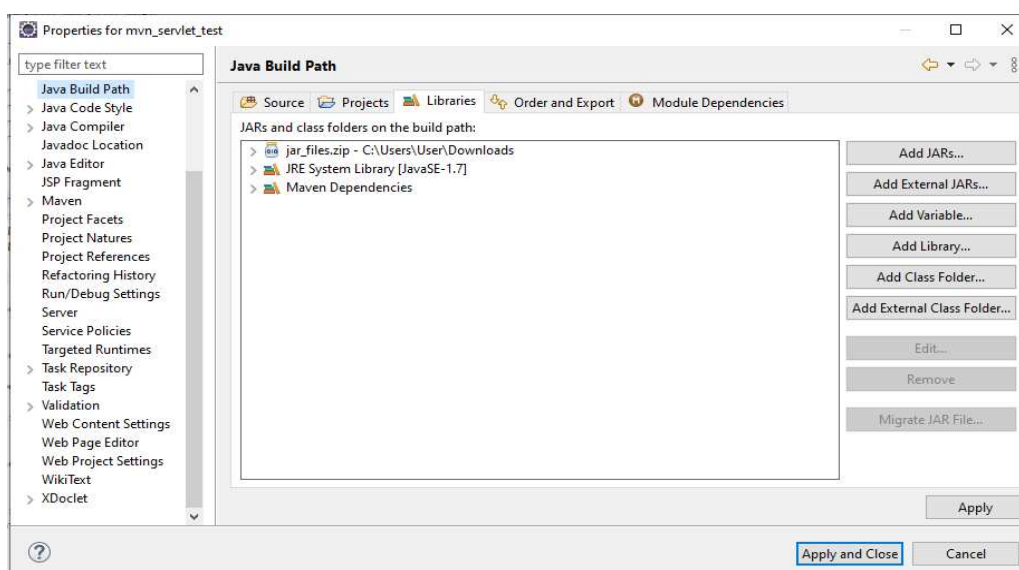 Properties for mvn_servlet_test
type filter text
Java Build Path
Java Code Style
Java Compiler
Javadoc Location
Java Editor
JSP Fragment
Maven
Project Facets
Project Natures
Project References
Refactoring History
Run/Debug Settings
Server
Service Policies
Targeted Runtimes
Task Repository
Task Tags
Validation
Web Content Settings
Web Page Editor
Web Project Settings
WikiText
XDoclet
Java Build Path
Source Projects Libraries Order and Export Module Dependencies
JARs and class folders on the build path:
jar_files.zip - C:\Users\User\Downloads
JRE System Library [JavaSE-1.7]
Maven Dependencies
Add JARs...
Add External JARs...
Add Variable...
Add Library...
Add Class Folder...
Add External Class Folder...
Edit...
Remove
Migrate JAR File...
Apply
Apply and Close Cancel